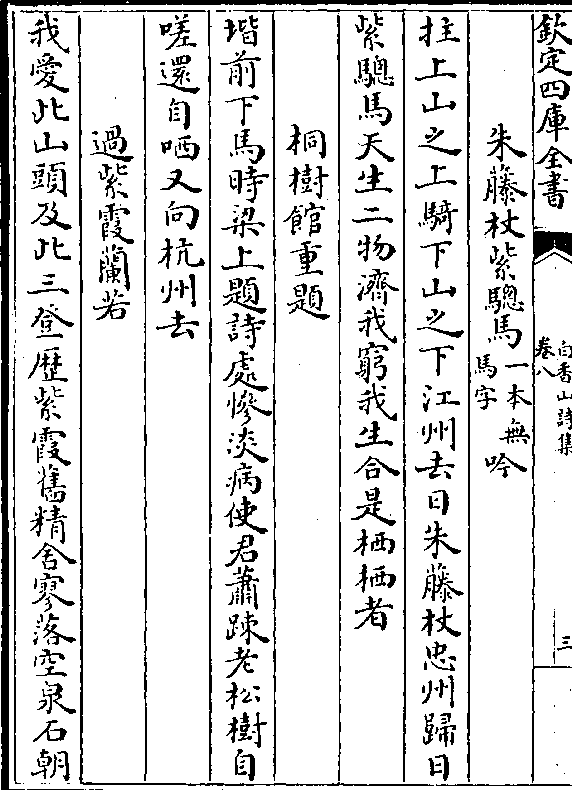 欽定四庫全書
白香山詩集
卷八
三
朱藤杖紫驄馬一本無馬字吟
拄上山之上騎下山之下江州去日朱藤杖忠州歸日
紫驄馬天生二物濟我窮我生合是栖栖者
桐樹館重題
堦前下馬時梁上題詩處慘淡病使君蕭踈老松樹自
嗟還自哂又向杭州去
過紫霞蘭若
我愛此山頭及此三登歴紫霞舊精舍寥落空泉石朝